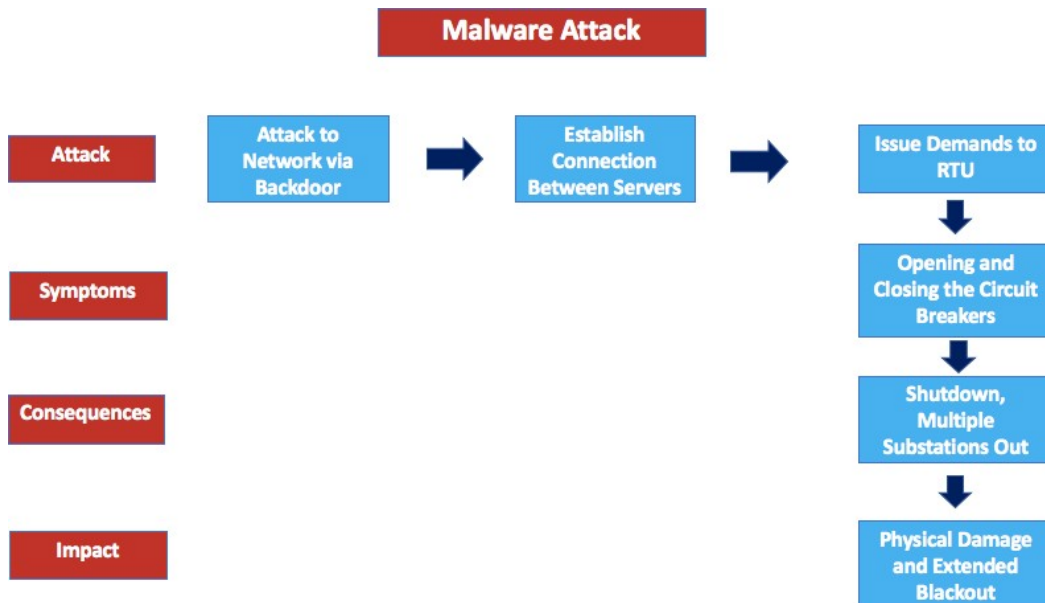 Malware Attack
Attack
Attack to
Network via
Backdoor
Establish
Connection
Between Servers
Issue Demands to
RTU
Symptoms
Opening and
Closing the Circuit
Breakers
Consequences
Shutdown,
Multiple
Substations Out
Impact
Physical Damage
and Extended
Blackout